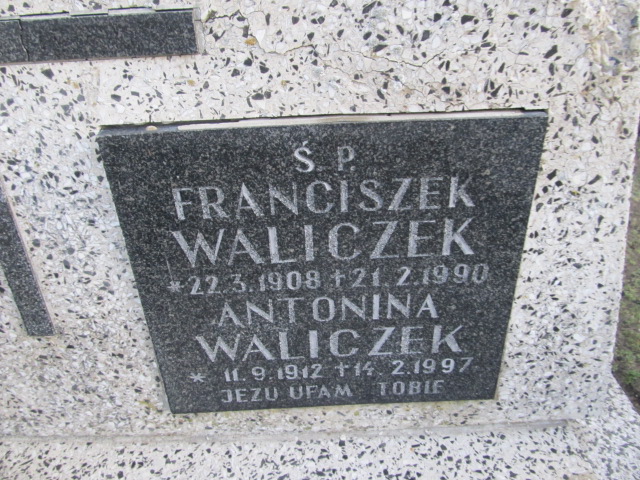 Ś P.
FRANCISZEK
WALICZEK
*22.3.1908 +21.2.1990
ANTONINA
WALICZEK
* 11.9.1912 +14.2.1997
JEZU UFAM TOBIE